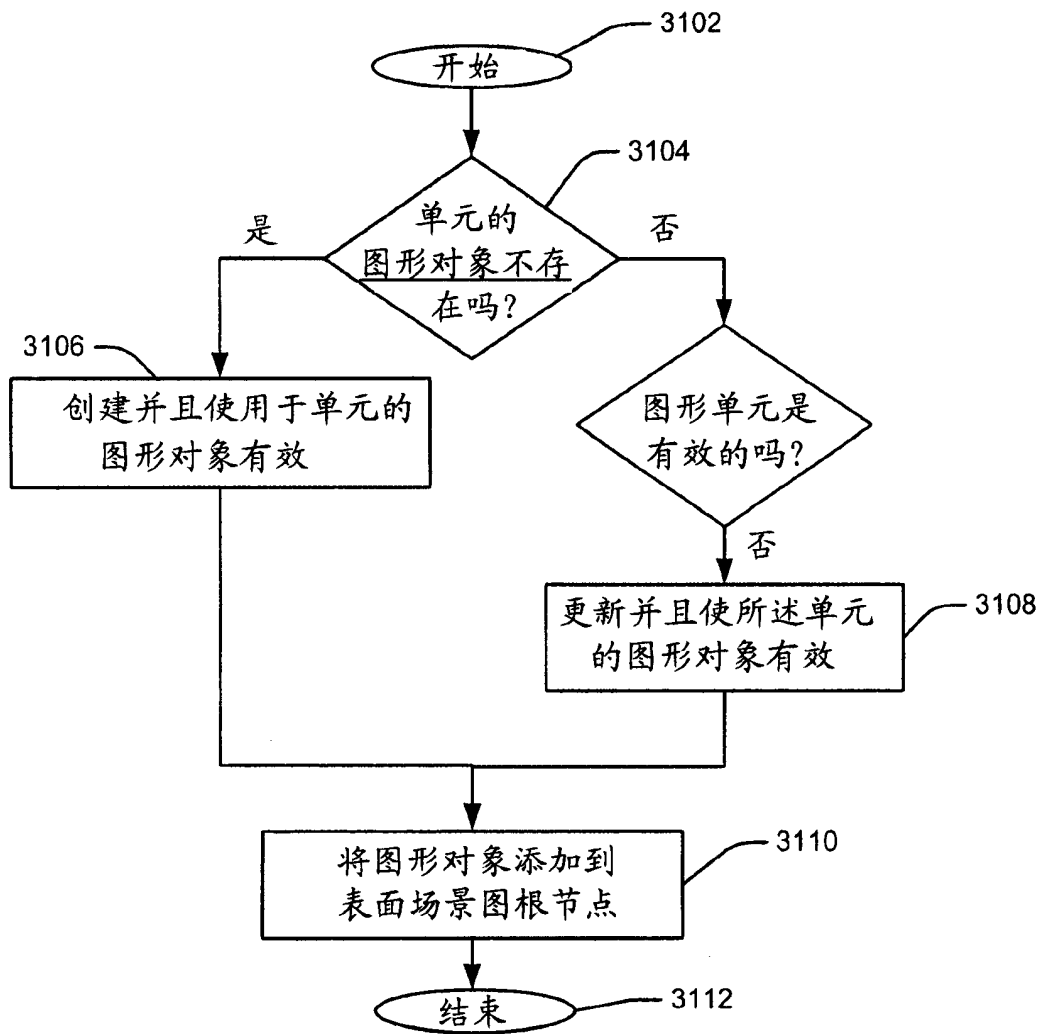 3102
开始
3104
单元的
图形对象不存
在吗?
是
否
3106
创建并且使用于单元的
图形对象有效
图形单元是
有效的吗?
否
3108
更新并且使所述单元
的图形对象有效
3110
将图形对象添加到
表面场景图根节点
结束
3112